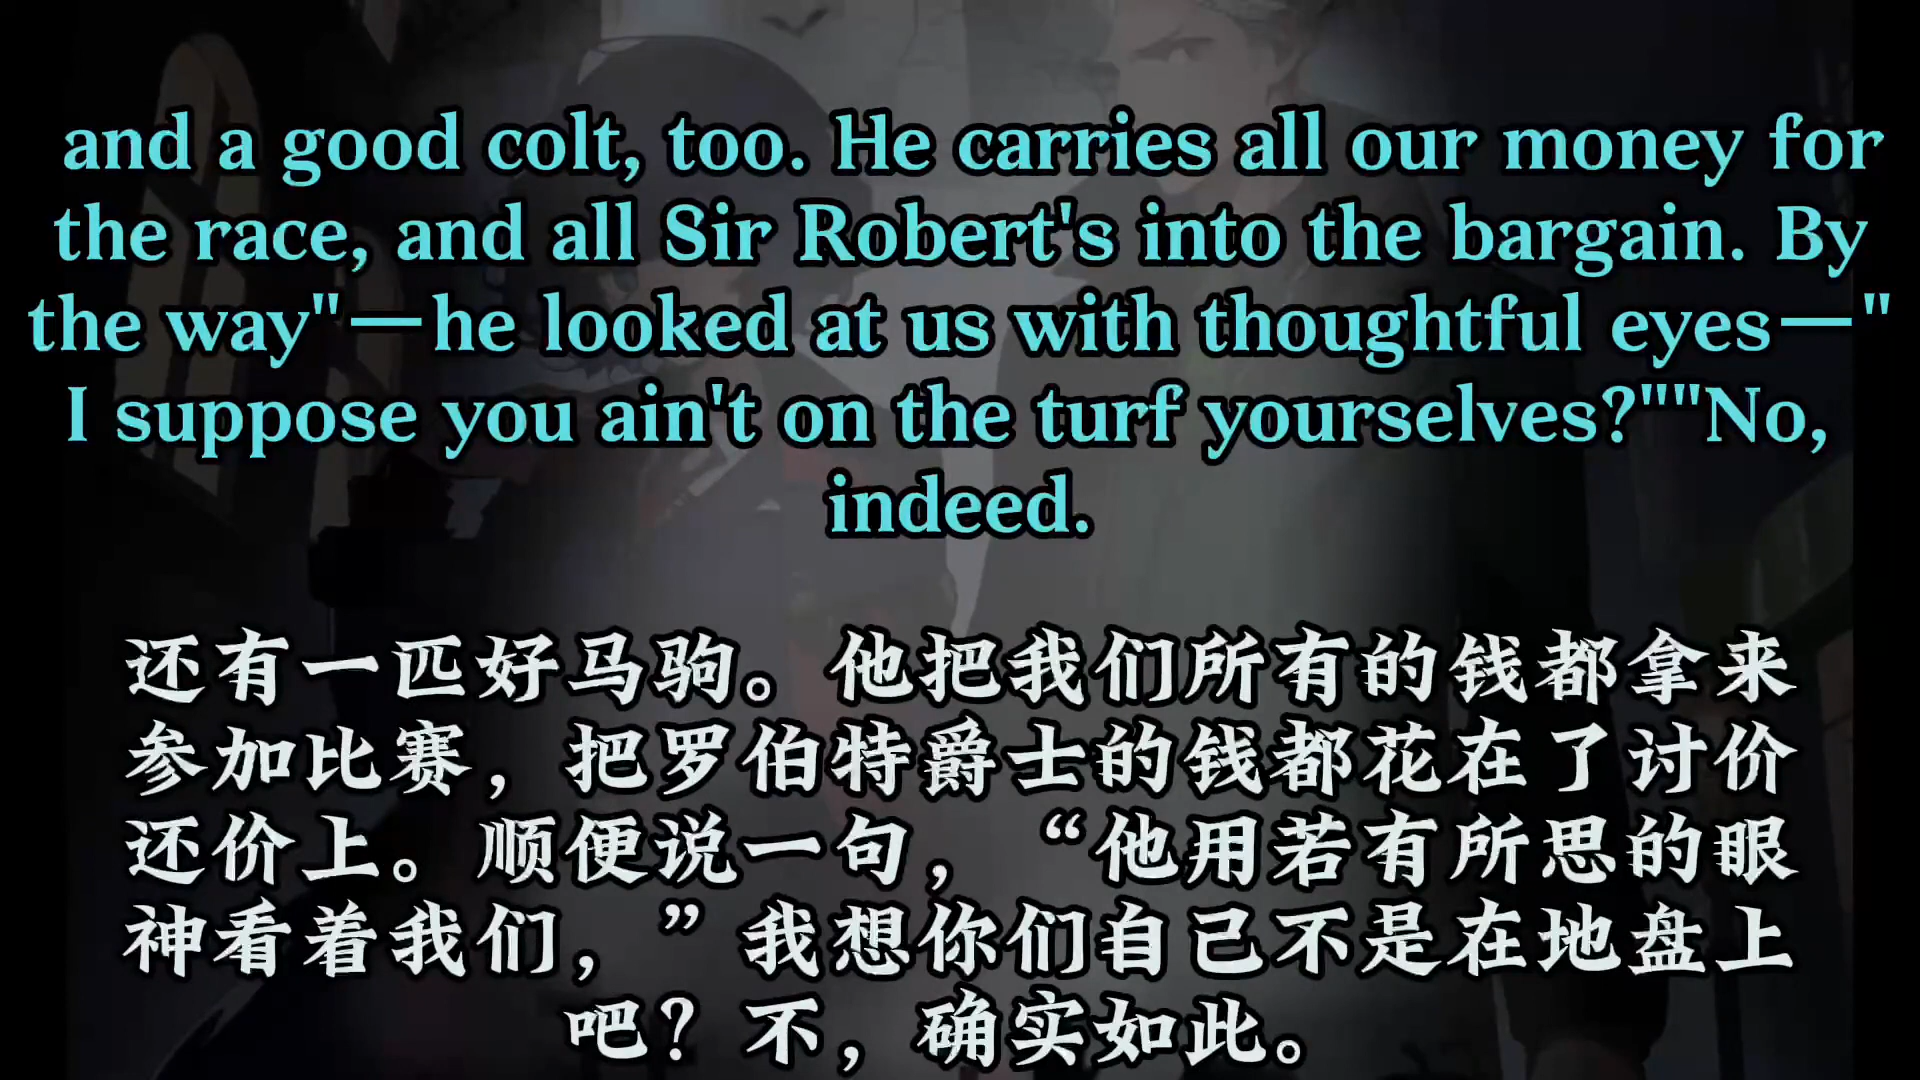 and a good colt, too. He carries all our money for
the race, and all Sir Robert's into the bargain. By
the way"—he looked at us with thoughtful eyes—"
I suppose you ain't on the turf yourselves?""No,
indeed.
还有一匹好马驹。他把我们所有的钱都拿来
参加比赛，把罗伯特爵士的钱都花在了讨价
还价上。顺便说一句，“他用若有所思的眼
神看着我们，”我想你们自己不是在地盘上
吧？不，确实如此。